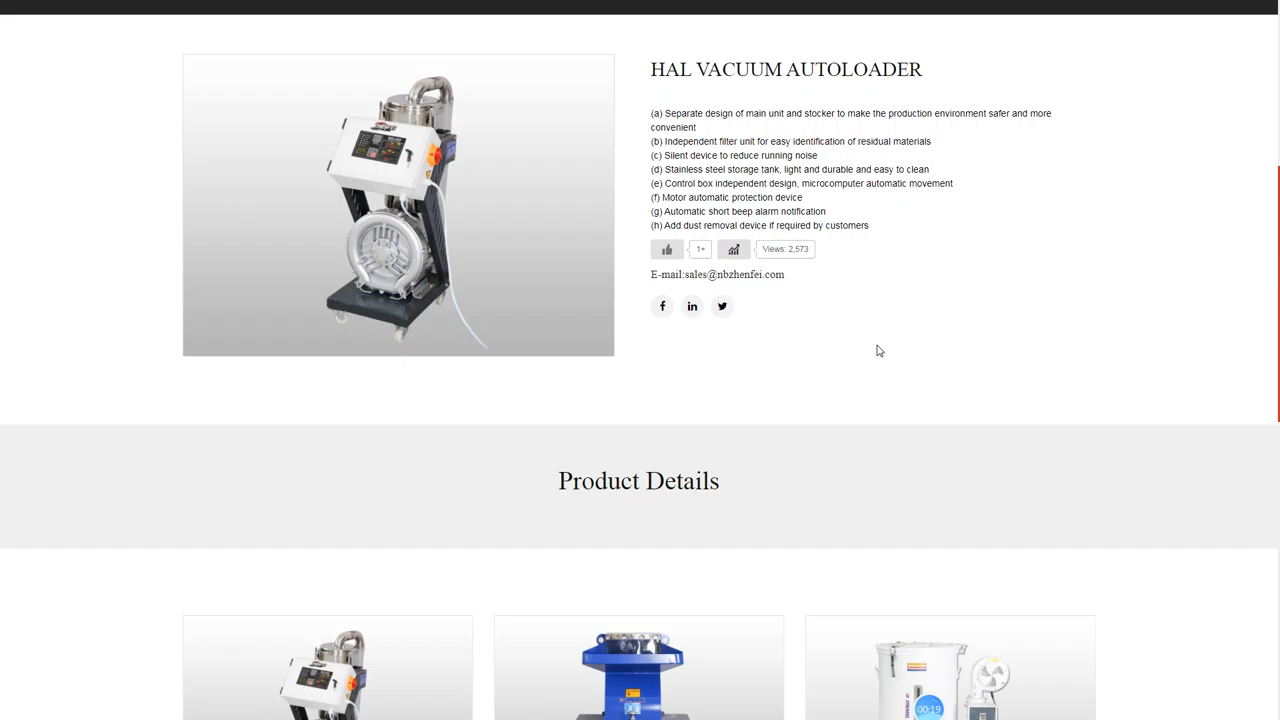 HAL VACUUM AUTOLOADER
(a) Separate design of main unit and stocker to make the production environment safer and more
convenient
(b) Independent filter unit for easy identification of residual materials
(c) Silent device to reduce running noise
(d) Stainless steel storage tank, light and durable and easy to clean
(e) Control box independent design, microcomputer automatic movement
(f) Motor automatic protection device
(g) Automatic short beep alarm notification
(h) Add dust removal device if required by customers
1+ Views: 2,573
E-mail:sales@nbzhenfei.com
Product Details
00:19